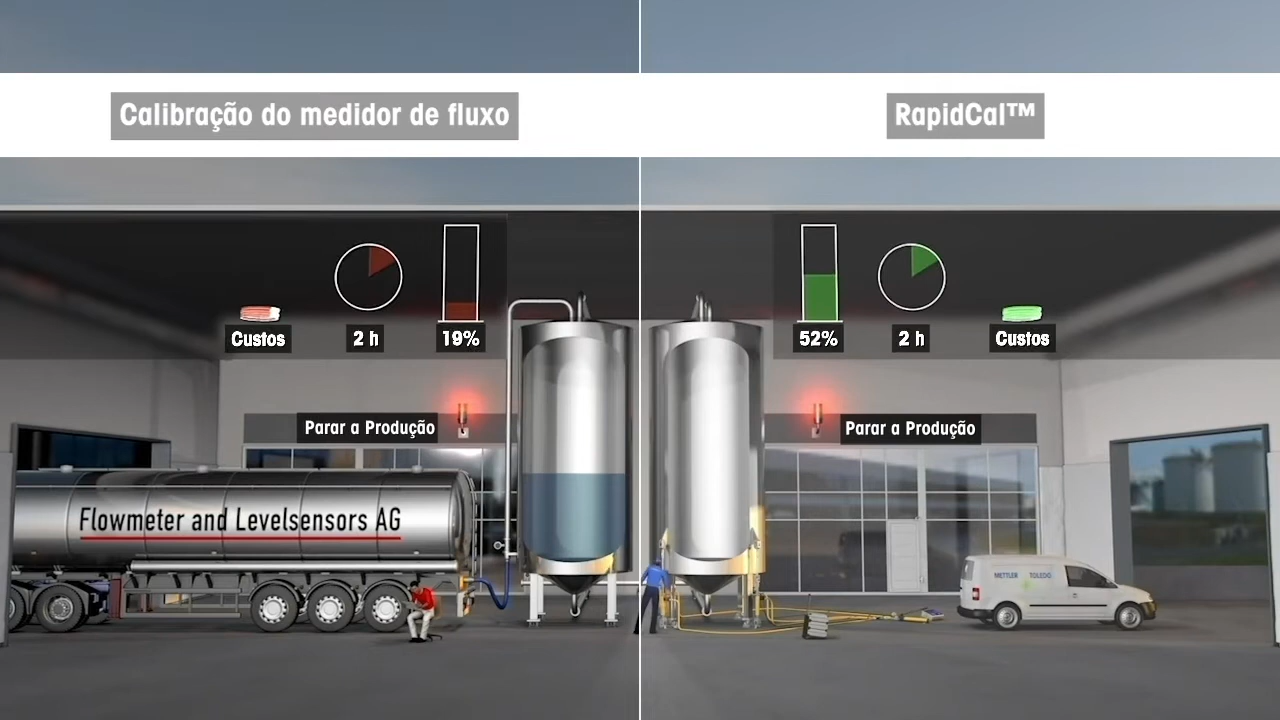 Calibração do medidor de fluxo
RapidCal™
Custos
2 h
19%
52%
2 h
Custos
Parar a Produção
Parar a Produção
Flowmeter and Levelsensors AG
METTLER TOLEDO